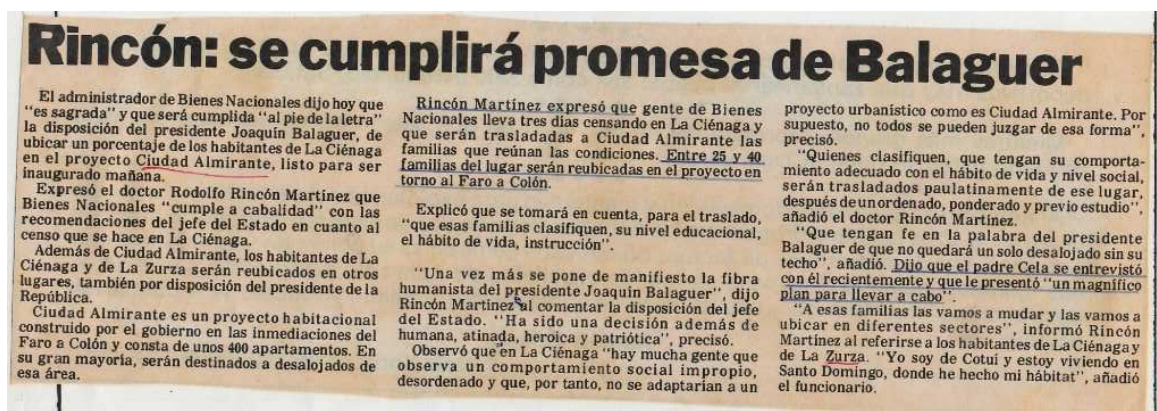 Rincón: se cumplirá promesa de Balaguer
El administrador de Bienes Nacionales dijo hoy que
"es sagrada" y que será cumplida "al pie de la letra"
la disposición del presidente Joaquín Balaguer, de
ubicar un porcentaje de los habitantes de La Ciénaga
en el proyecto Ciudad Almirante, listo para ser
inaugurado mañana.
Expresó el doctor Rodolfo Rincón Martínez que
Bienes Nacionales "cumple a cabalidad" con las
recomendaciones del jefe del Estado en cuanto al
censo que se hace en La Ciénaga.
Además de Ciudad Almirante, los habitantes de La
Ciénaga y de La Zurza serán reubicados en otros
lugares, también por disposición del presidente de la
República.
Ciudad Almirante es un proyecto habitacional
construido por el gobierno en las inmediaciones del
Faro a Colón y consta de unos 400 apartamentos. En
su gran mayoría, serán destinados a desalojados de
esa área.
Rincón Martínez expresó que gente de Bienes
Nacionales lleva tres días censando en La Ciénaga y
que serán trasladadas a Ciudad Almirante las
familias que reúnan las condiciones. Entre 25 y 40
familias del lugar serán reubicadas en el proyecto en
torno al Faro a Colón.
Explicó que se tomará en cuenta, para el traslado,
"que esas familias clasifiquen, su nivel educacional,
el hábito de vida, instrucción".
"Una vez más se pone de manifiesto la fibra
humanista del presidente Joaquín Balaguer", dijo
Rincón Martínez al comentar la disposición del jefe
del Estado. "Ha sido una decisión además de
humana, atinada, heroica y patriótica", precisó.
Observó que en La Ciénaga "hay mucha gente que
observa un comportamiento social impropio,
desordenado y que, por tanto, no se adaptarian a un
proyecto urbanístico como es Ciudad Almirante. Por
supuesto, no todos se pueden juzgar de esa forma",
precisó.
"Quienes clasifiquen, que tengan su comporta-
miento adecuado con el hábito de vida y nivel social,
serán trasladados paulatinamente de ese lugar,
después de un ordenado, ponderado y previo estudio",
añadió el doctor Rincón Martínez.
"Que tengan fe en la palabra del presidente
Balaguer de que no quedará un solo desalojado sin su
techo", añadió. Dijo que el padre Cela se entrevistó
con él recientemente y que le presentó "un magnífico
plan para llevar a cabo".
"A esas familias las vamos a mudar y las vamos a
ubicar en diferentes sectores", informó Rincón
Martínez al referirse a los habitantes de La Ciénaga y
de La Zurza. "Yo soy de Cotuí y estoy viviendo en
Santo Domingo, donde he hecho mi hábitat", añadió
el funcionario.